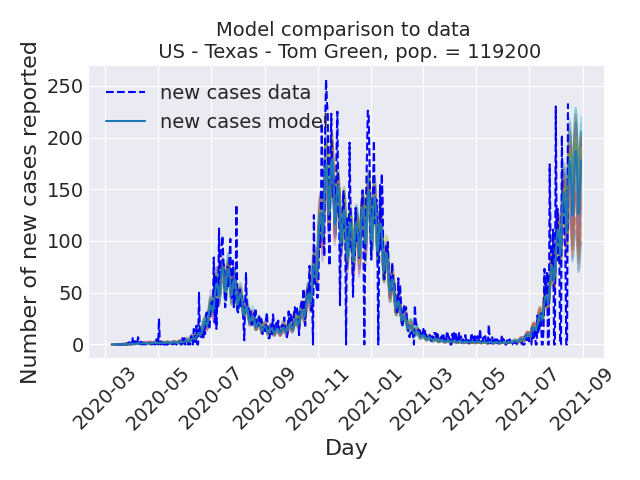 Model comparison to data
US - Texas - Tom Green, pop. = 119200
Number of new cases reported
250
200
150
100
50
0
new cases data
new cases model
2020-03
2020-05
2020-07
2020-09
2020-11
2021-01
2021-03
2021-05
2021-07
2021-09
Day